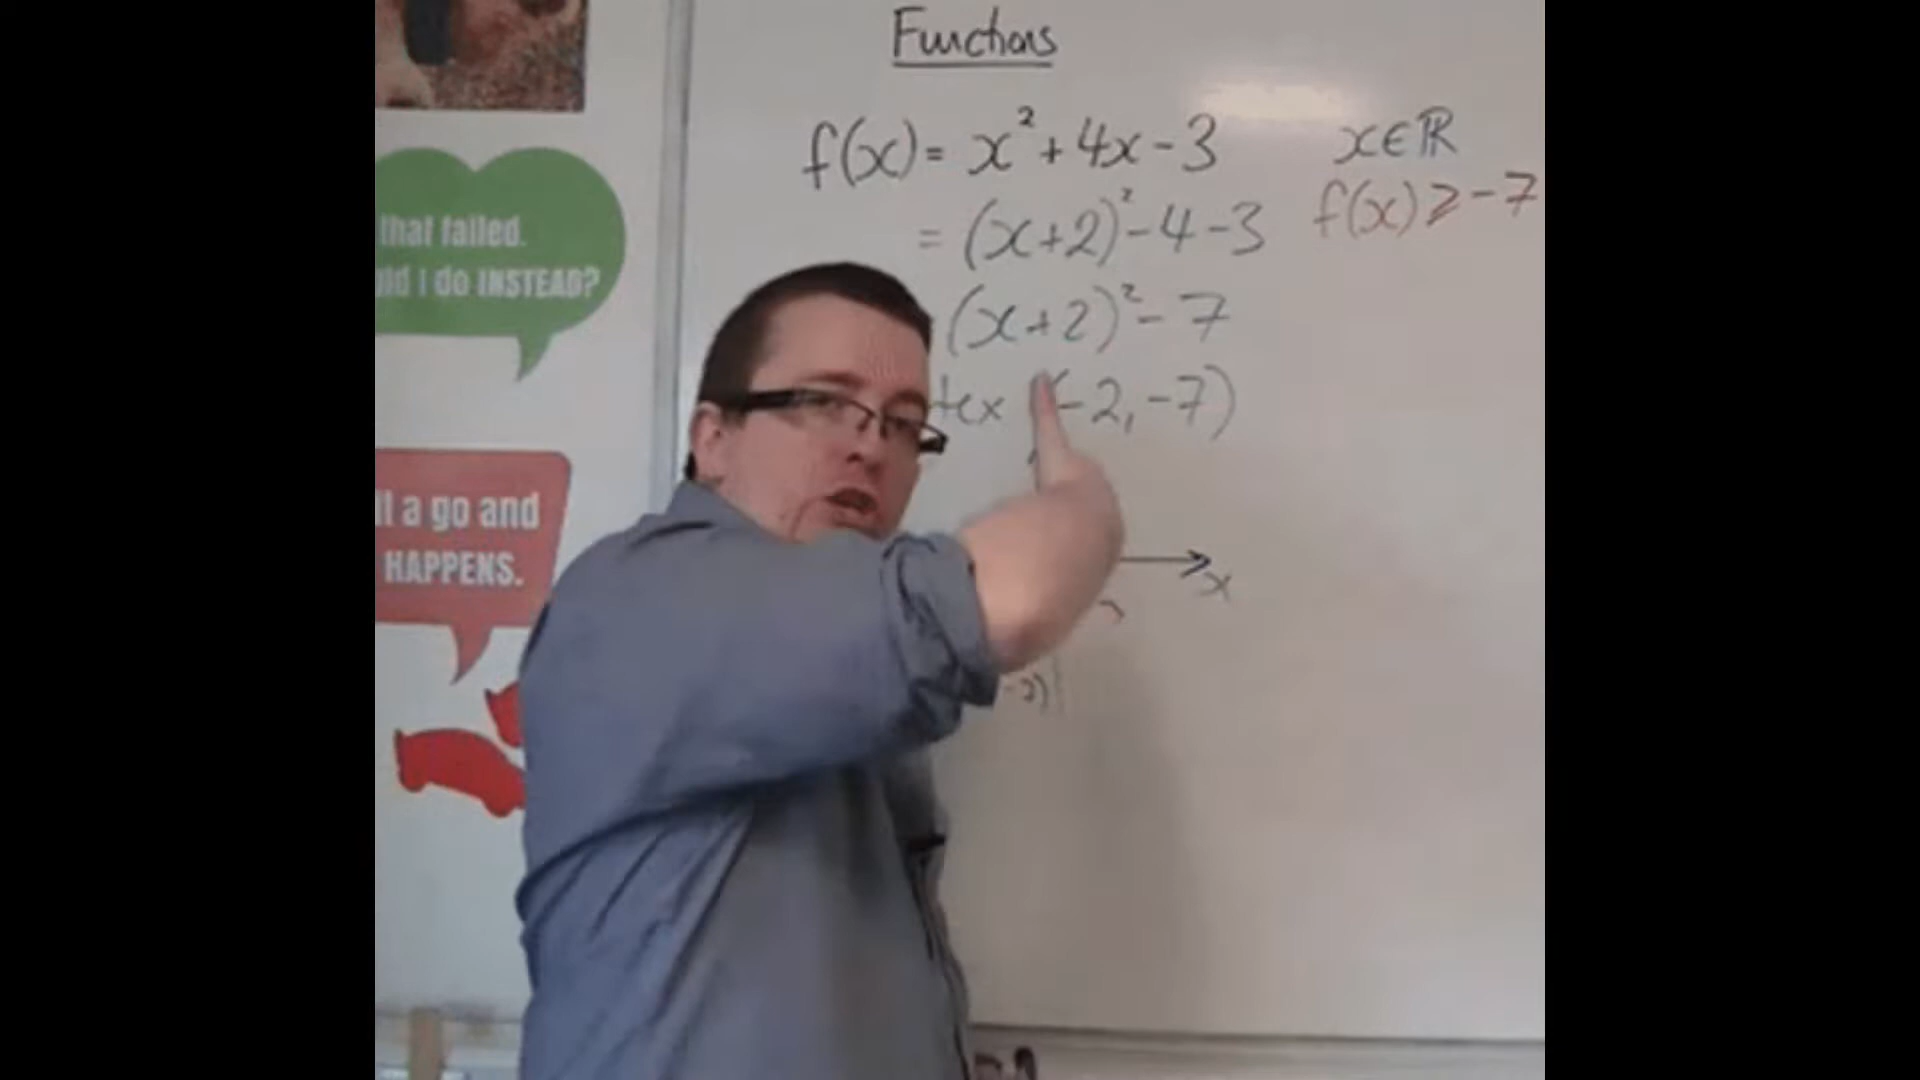 Functions
f(x) = x² + 4x - 3
x ∈ ℝ
= (x+2)² - 4 - 3
f(x) ≥ -7
(x+2)² - 7
tex (-2, -7)
x
that failed.
I do INSTEAD?
a go and
HAPPENS.